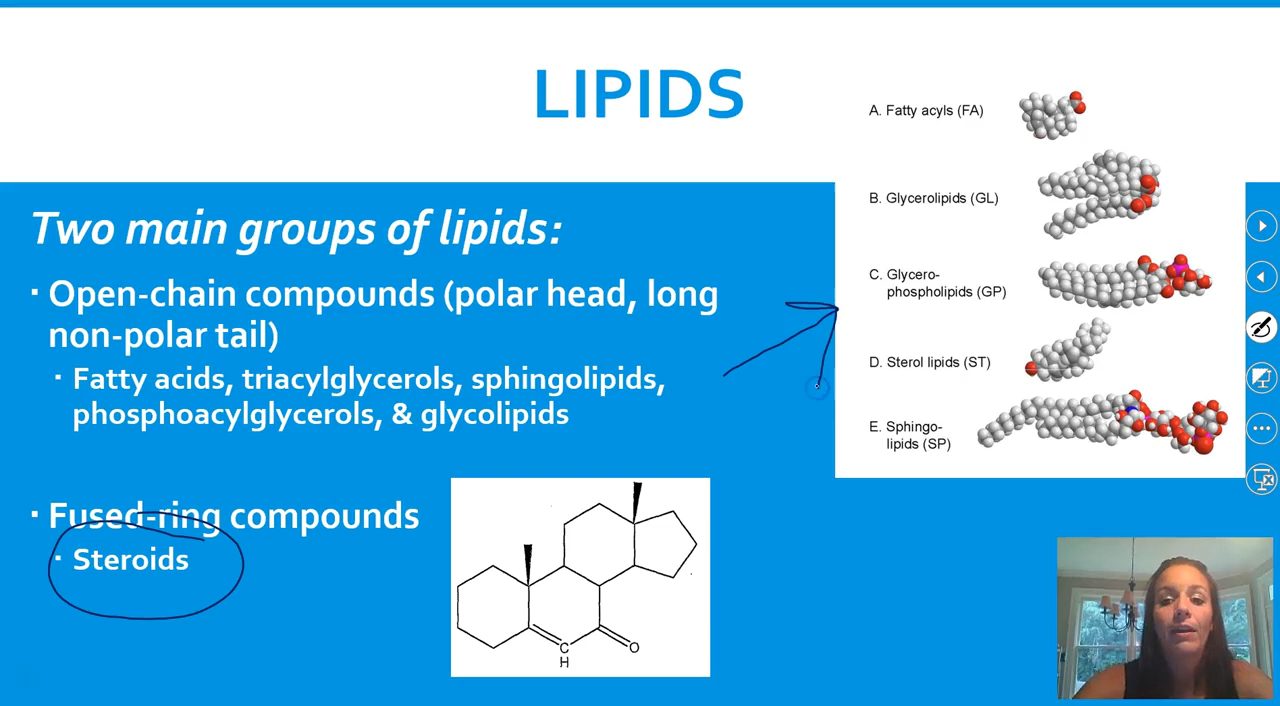 LIPIDS
Two main groups of lipids:
· Open-chain compounds (polar head, long
non-polar tail)
· Fatty acids, triacylglycerols, sphingolipids,
phosphoacylglycerols, & glycolipids
· Fused-ring compounds
· Steroids
C
H
O
A. Fatty acyls (FA)
B. Glycerolipids (GL)
C. Glycero-
phospholipids (GP)
D. Sterol lipids (ST)
E. Sphingo-
lipids (SP)